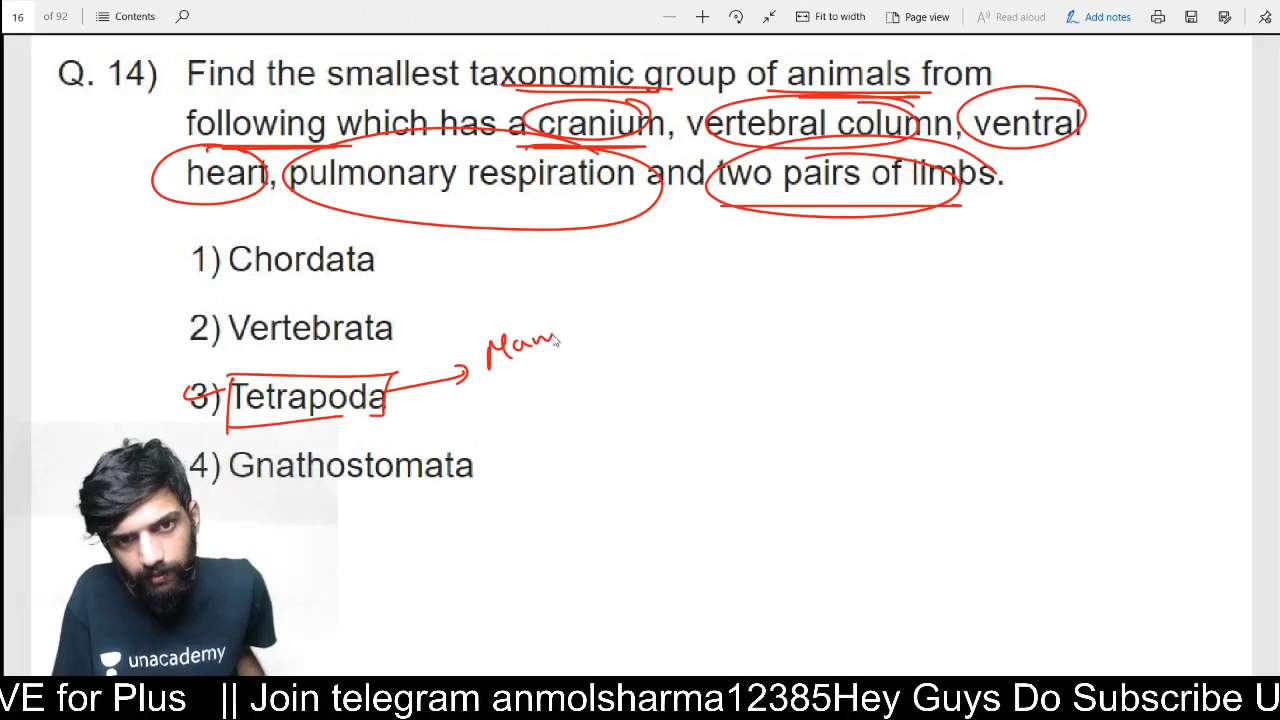 16 of 92 Contents Fit to width Page view Read aloud Add notes
Q. 14) Find the smallest taxonomic group of animals from
following which has a cranium, vertebral column, ventral
heart, pulmonary respiration and two pairs of limbs.
1) Chordata
2) Vertebrata
Mam
3) Tetrapoda
4) Gnathostomata
unacademy
VE for Plus || Join telegram anmolsharma12385Hey Guys Do Subscribe U